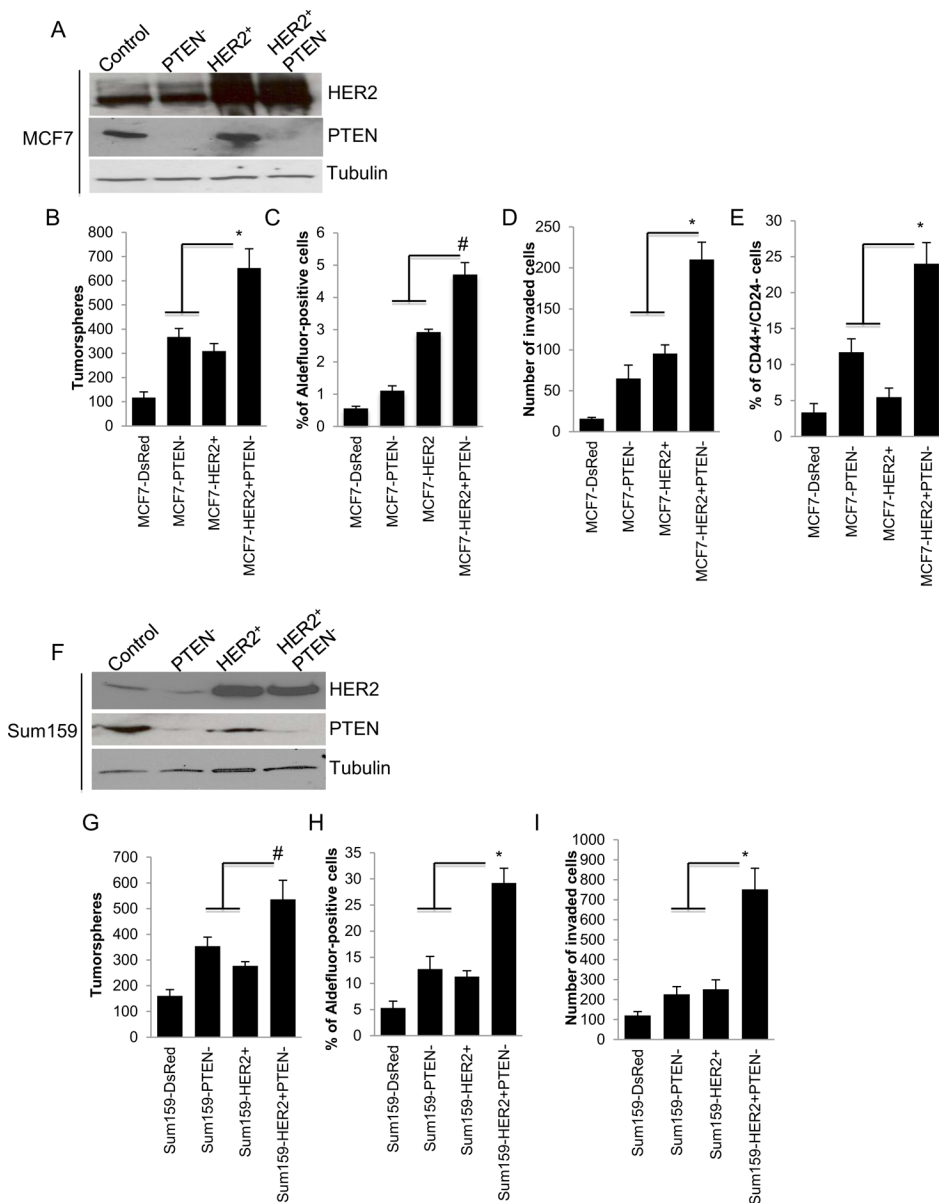 A
Control
PTEN-
HER2+
HER2+
PTEN-
MCF7
HER2
PTEN
Tubulin
B
Tumorspheres
800
700
600
500
400
300
200
100
0
*
MCF7-DsRed
MCF7-PTEN-
MCF7-HER2+
MCF7-HER2+PTEN-
C
%of Aldefluor-positive cells
6
5
4
3
2
1
0
#
MCF7-DsRed
MCF7-PTEN-
MCF7-HER2
MCF7-HER2+PTEN-
D
Number of invaded cells
250
200
150
100
50
0
*
MCF7-DsRed
MCF7-PTEN-
MCF7-HER2+
MCF7-HER2+PTEN-
E
% of CD44+/CD24- cells
30
25
20
15
10
5
0
*
MCF7-DsRed
MCF7-PTEN-
MCF7-HER2+
MCF7-HER2+PTEN-
F
Control
PTEN-
HER2+
HER2+
PTEN-
Sum159
HER2
PTEN
Tubulin
G
Tumorspheres
700
600
500
400
300
200
100
0
#
Sum159-DsRed
Sum159-PTEN-
Sum159-HER2+
Sum159-HER2+PTEN-
H
% of Aldefluor-positive cells
35
30
25
20
15
10
5
0
*
Sum159-DsRed
Sum159-PTEN-
Sum159-HER2+
Sum159-HER2+PTEN-
I
Number of invaded cells
1000
900
800
700
600
500
400
300
200
100
0
*
Sum159-DsRed
Sum159-PTEN-
Sum159-HER2+
Sum159-HER2+PTEN-